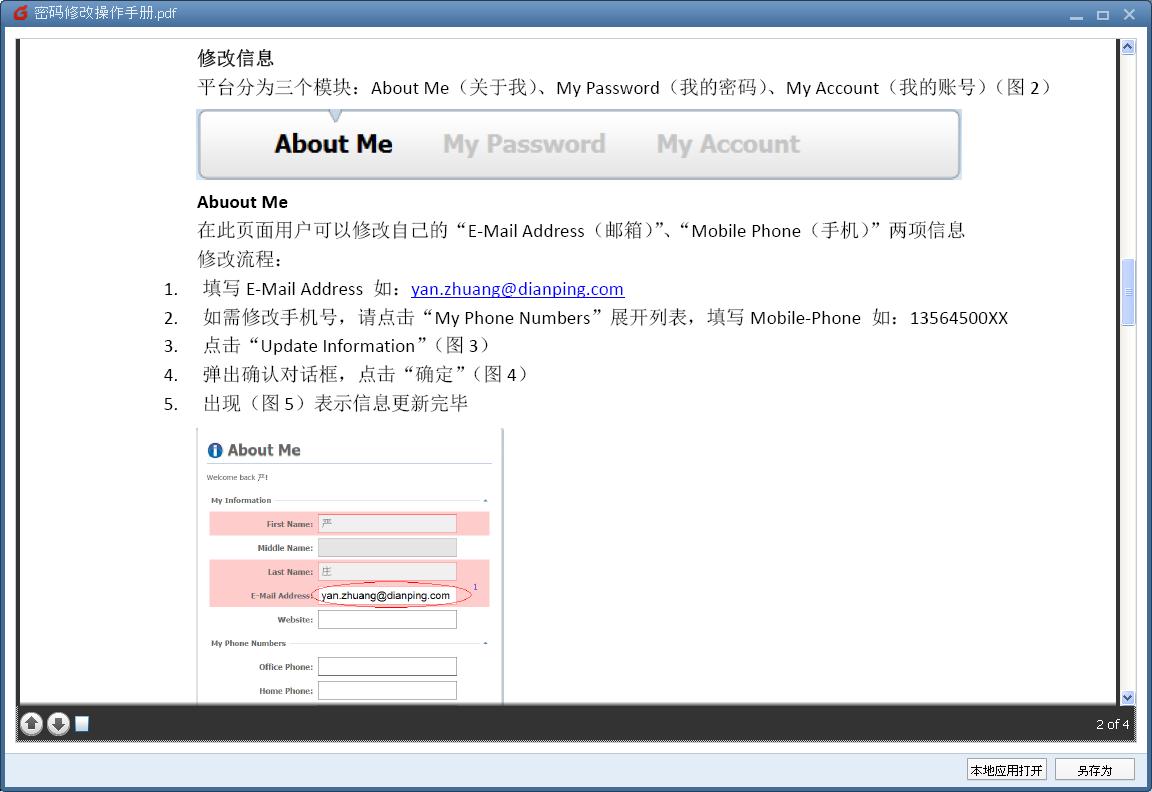 密码修改操作手册.pdf
修改信息
平台分为三个模块：About Me（关于我）、My Password（我的密码）、My Account（我的账号）（图 2）
About Me My Password My Account
Abuout Me
在此页面用户可以修改自己的“E-Mail Address（邮箱）”、“Mobile Phone（手机）”两项信息
修改流程：
1. 填写 E-Mail Address 如：yan.zhuang@dianping.com
2. 如需修改手机号，请点击“My Phone Numbers”展开列表，填写 Mobile-Phone 如：13564500XX
3. 点击“Update Information”（图 3）
4. 弹出确认对话框，点击“确定”（图 4）
5. 出现（图 5）表示信息更新完毕
About Me
Welcome back 严!
My Information
First Name: 严
Middle Name:
Last Name: 庄
1
E-Mail Address: yan.zhuang@dianping.com
Website:
My Phone Numbers
Office Phone:
Home Phone:
2 of 4
本地应用打开 另存为